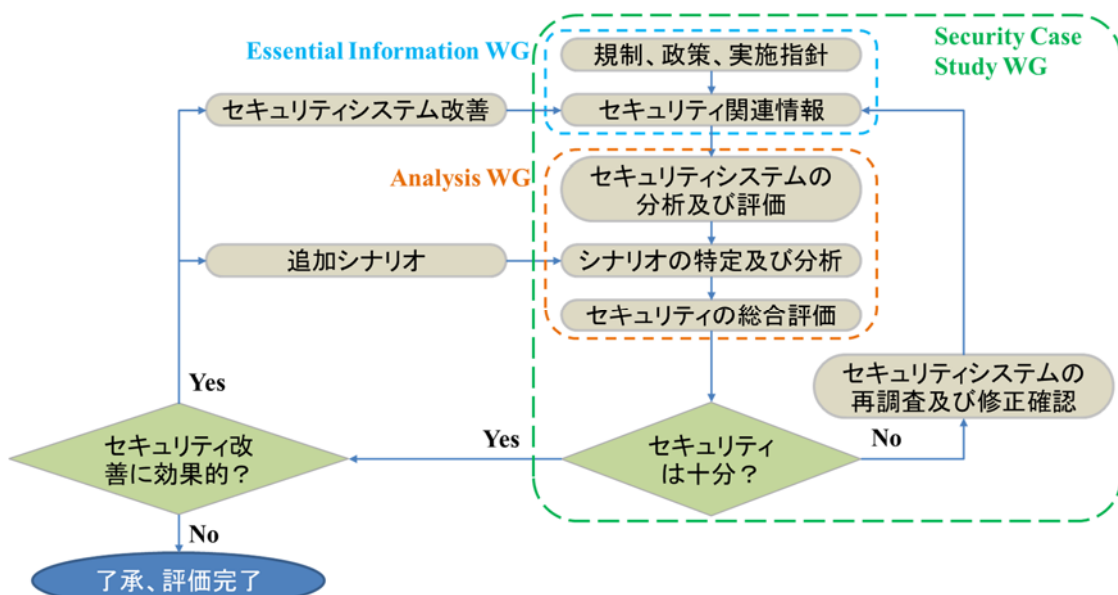 Essential Information WG
規制、政策、実施指針
Security Case
Study WG
セキュリティシステム改善
セキュリティ関連情報
Analysis WG
セキュリティシステムの
分析及び評価
追加シナリオ
シナリオの特定及び分析
セキュリティの総合評価
セキュリティシステムの
再調査及び修正確認
Yes
セキュリティ改
善に効果的？
Yes
セキュリティ
は十分？
No
No
了承、評価完了